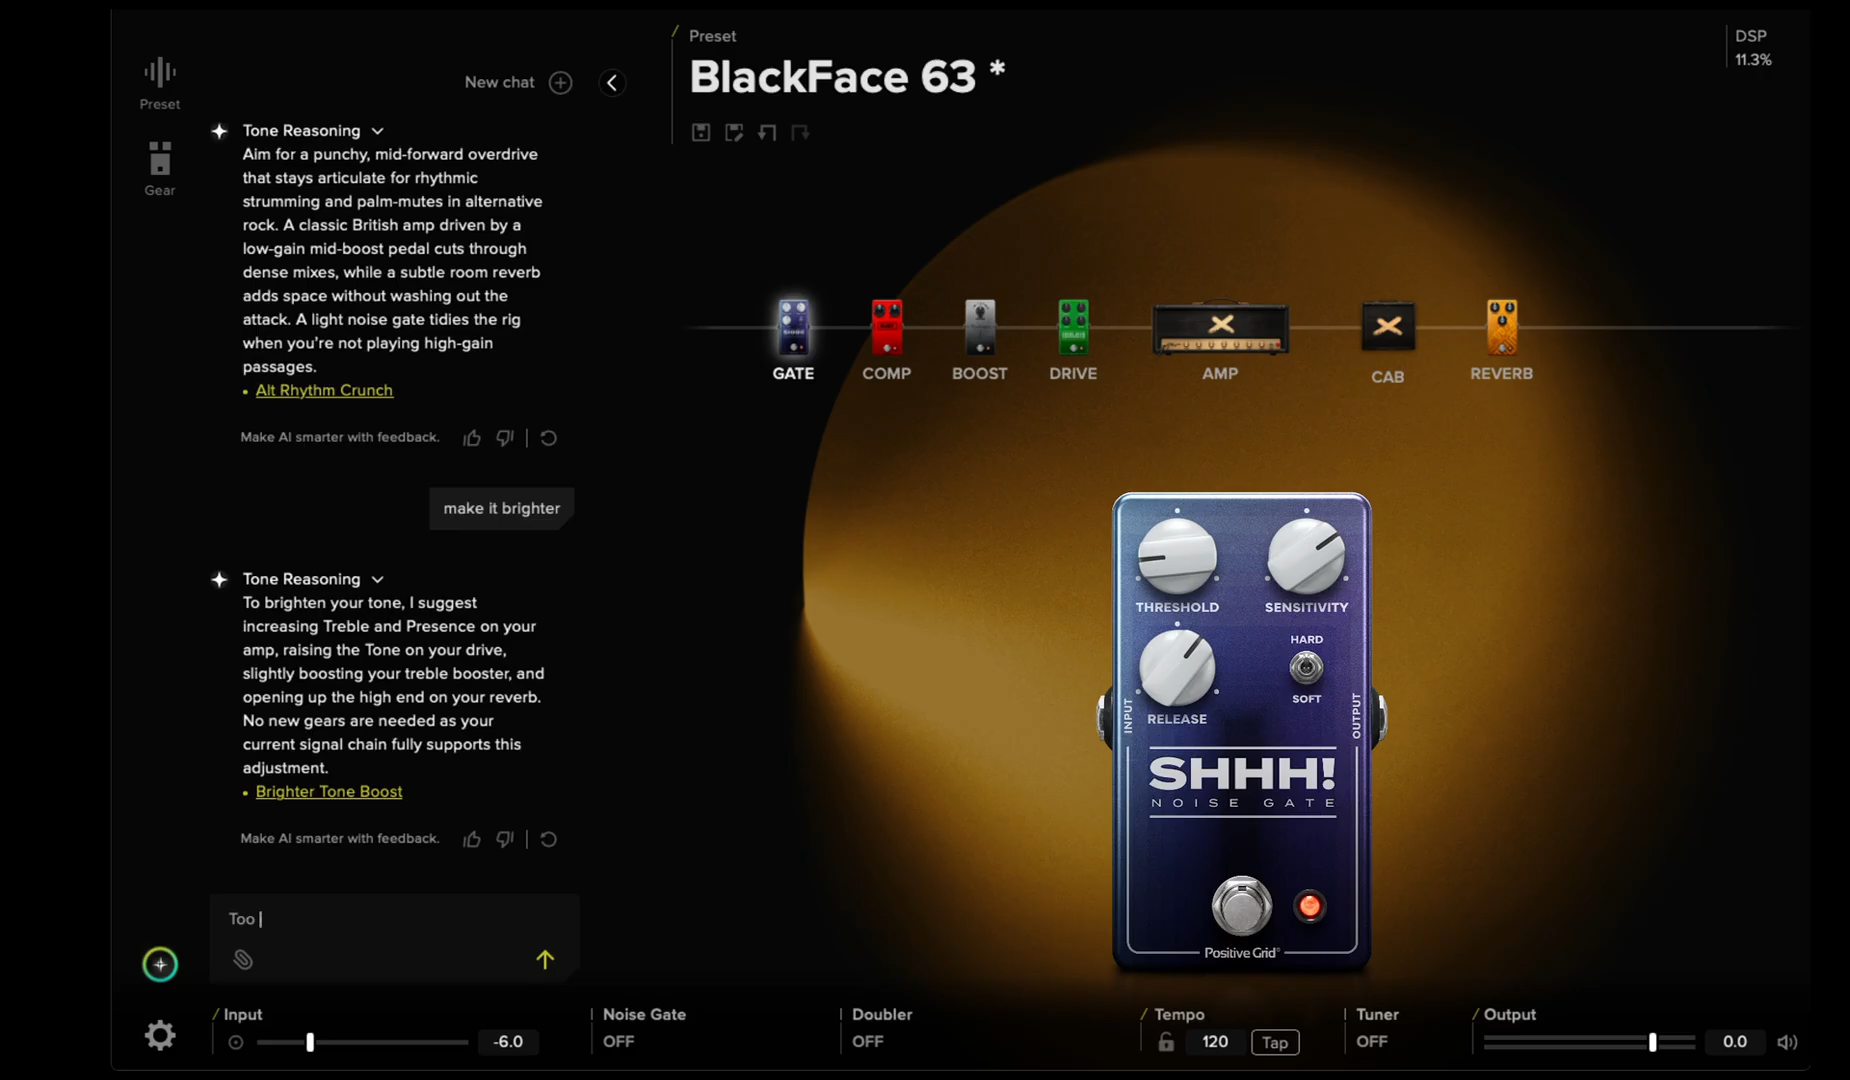 Preset
Gear
New chat
Tone Reasoning
Aim for a punchy, mid-forward overdrive
that stays articulate for rhythmic
strumming and palm-mutes in alternative
rock. A classic British amp driven by a
low-gain mid-boost pedal cuts through
dense mixes, while a subtle room reverb
adds space without washing out the
attack. A light noise gate tidies the rig
when you're not playing high-gain
passages.
• Alt Rhythm Crunch
Make AI smarter with feedback.
make it brighter
Tone Reasoning
To brighten your tone, I suggest
increasing Treble and Presence on your
amp, raising the Tone on your drive,
slightly boosting your treble booster, and
opening up the high end on your reverb.
No new gears are needed as your
current signal chain fully supports this
adjustment.
• Brighter Tone Boost
Make AI smarter with feedback.
Too
Preset
BlackFace 63 *
DSP
11.3%
GATE COMP BOOST DRIVE AMP CAB REVERB
THRESHOLD SENSITIVITY
HARD
SOFT
RELEASE
INPUT
OUTPUT
SHHH!
NOISE GATE
Positive Grid®
Input
-6.0
Noise Gate
OFF
Doubler
OFF
Tempo
120 Tap
Tuner
OFF
Output
0.0